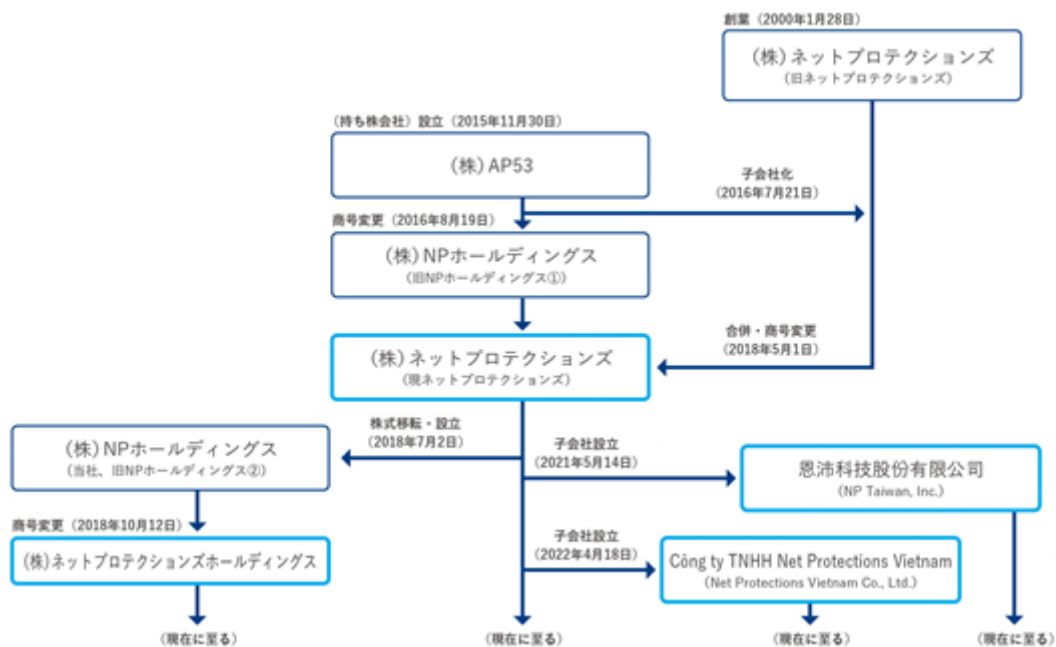 創業（2000年1月28日）
（株）ネットプロテクションズ
（旧ネットプロテクションズ）
（持ち株会社）設立（2015年11月30日）
（株）AP53
子会社化
（2016年7月21日）
商号変更（2016年8月19日）
（株）NPホールディングス
（旧NPホールディングス①）
合併・商号変更
（2018年5月1日）
（株）ネットプロテクションズ
（現ネットプロテクションズ）
株式移転・設立
（2018年7月2日）
（株）NPホールディングス
（当社、旧NPホールディングス②）
子会社設立
（2021年5月14日）
恩沛科技股份有限公司
（NP Taiwan, Inc.）
商号変更（2018年10月12日）
（株）ネットプロテクションズホールディングス
子会社設立
（2022年4月18日）
Công ty TNHH Net Protections Vietnam
（Net Protections Vietnam Co., Ltd.）
（現在に至る）
（現在に至る）
（現在に至る）
（現在に至る）